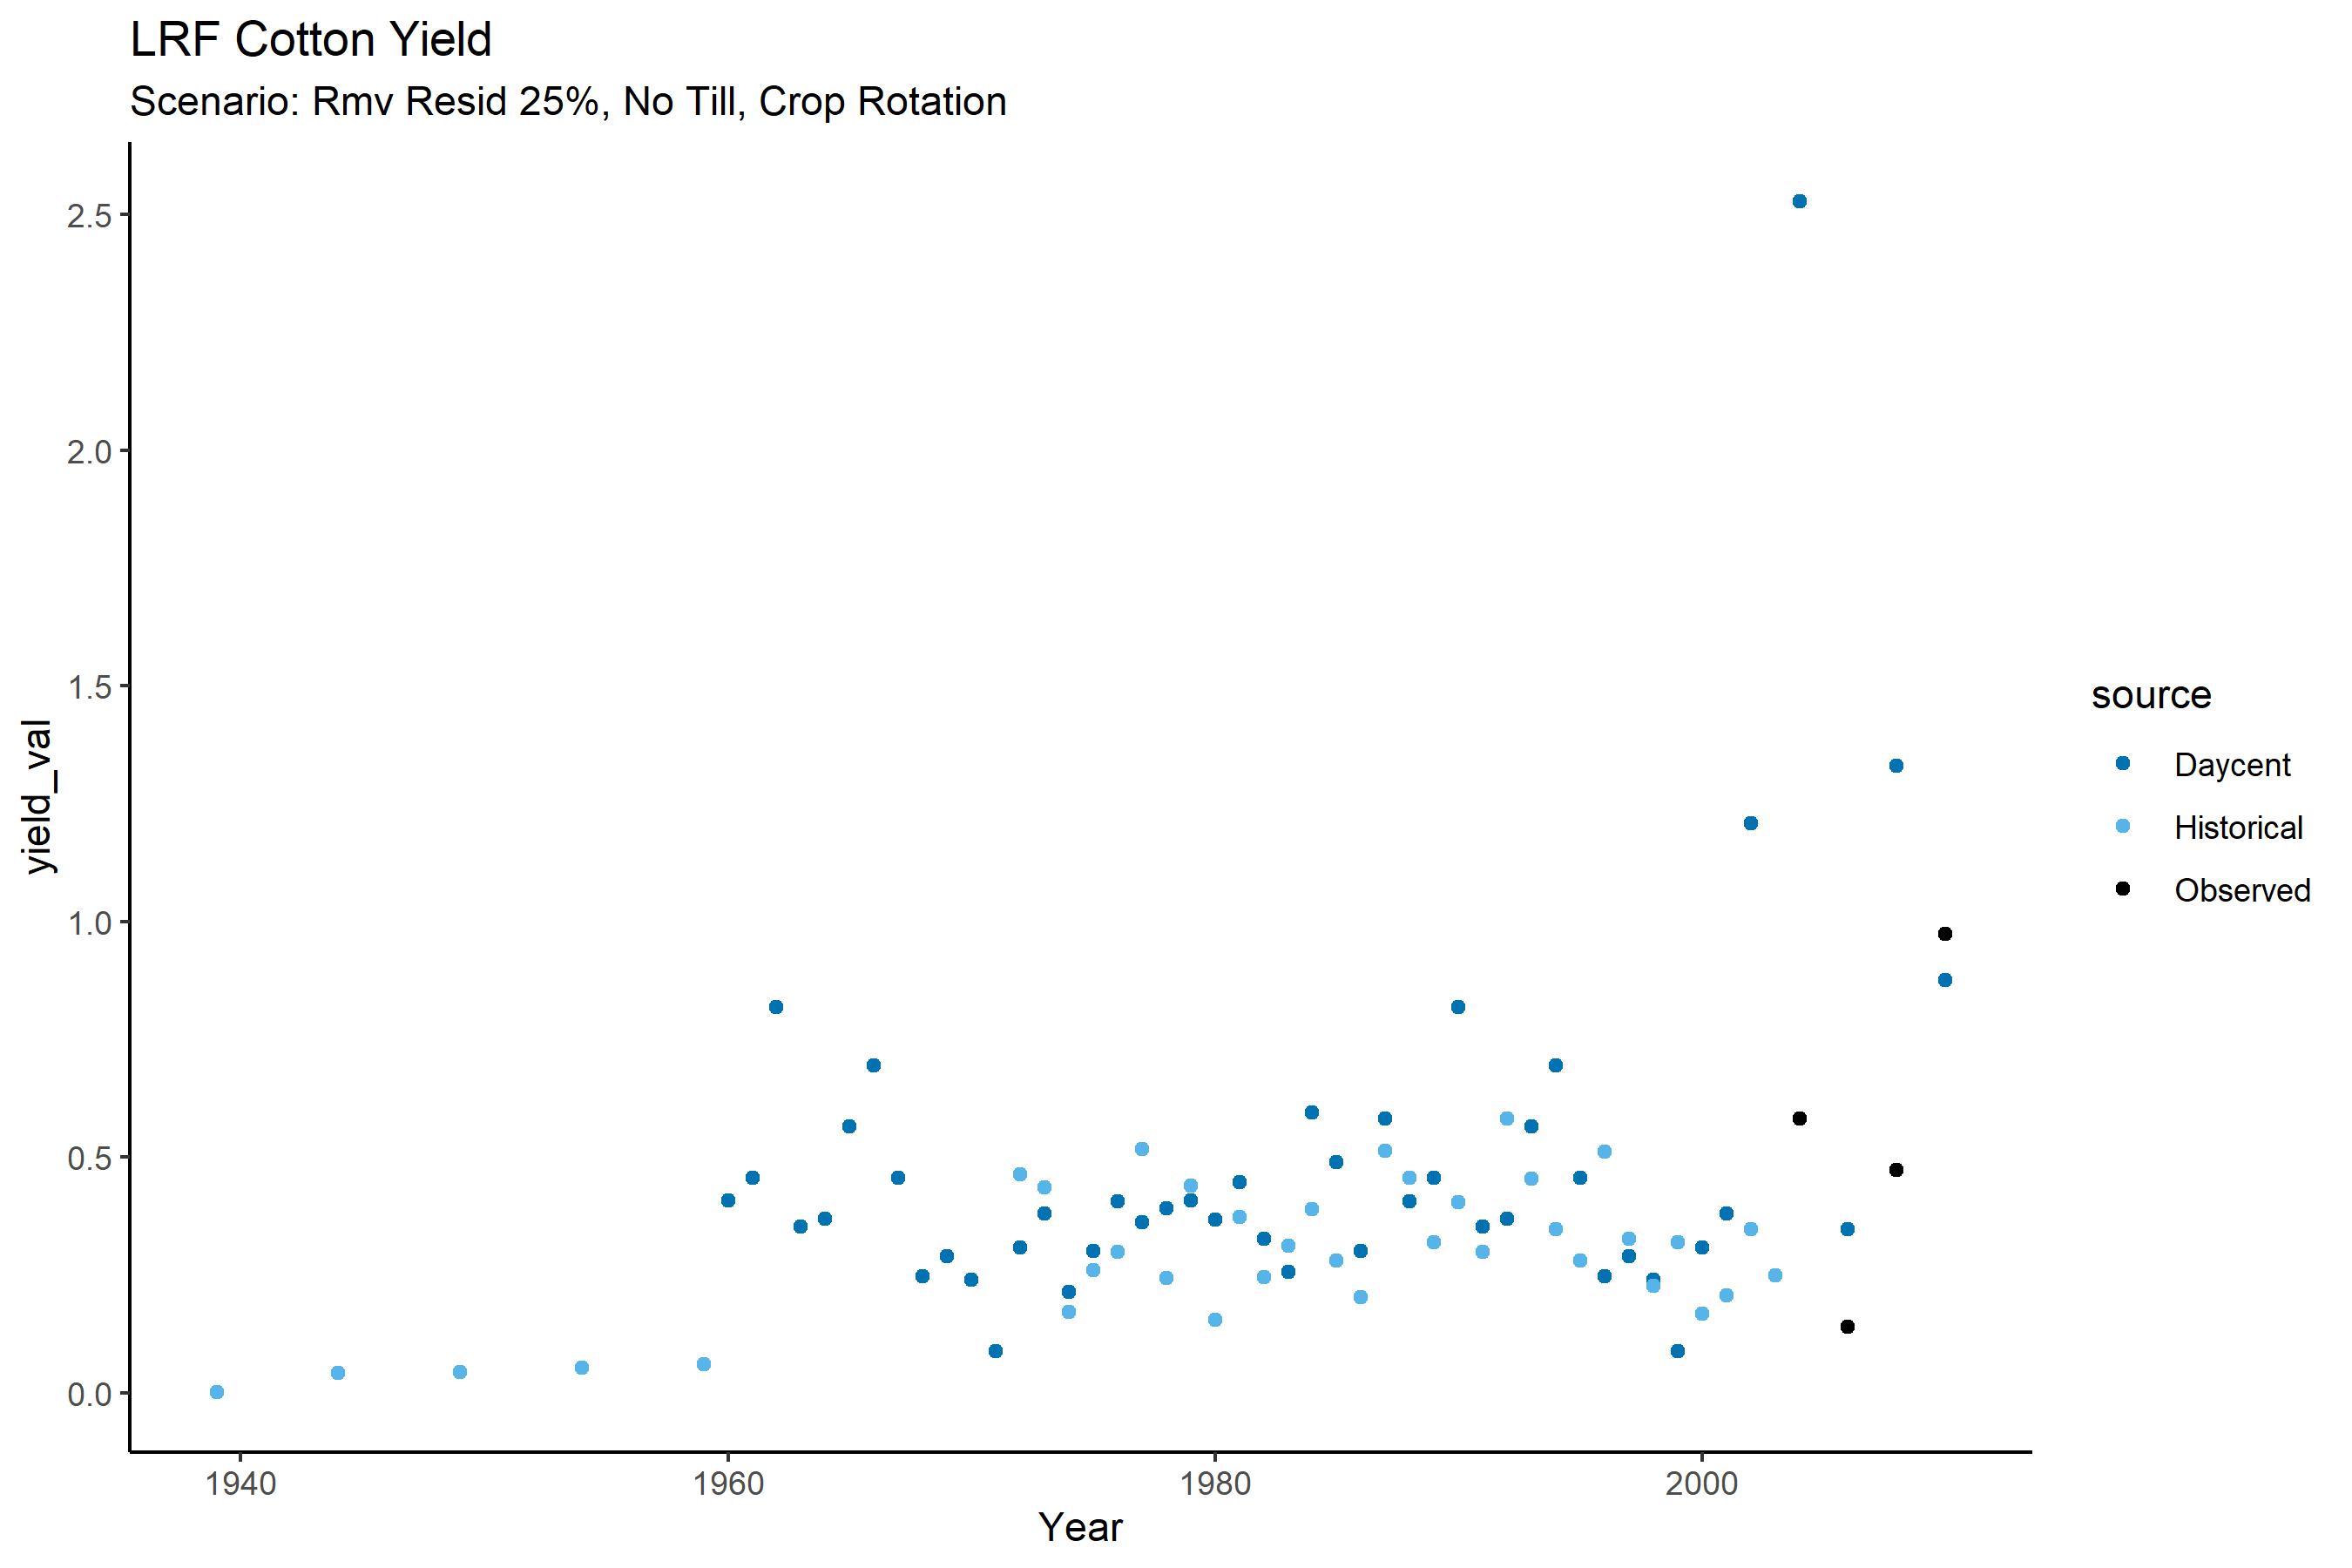 LRF Cotton Yield
Scenario: Rmv Resid 25%, No Till, Crop Rotation
2.5
2.0
1.5
1.0
0.5
0.0
yield_val
1940 1960 1980 2000
Year
source
Daycent
Historical
Observed